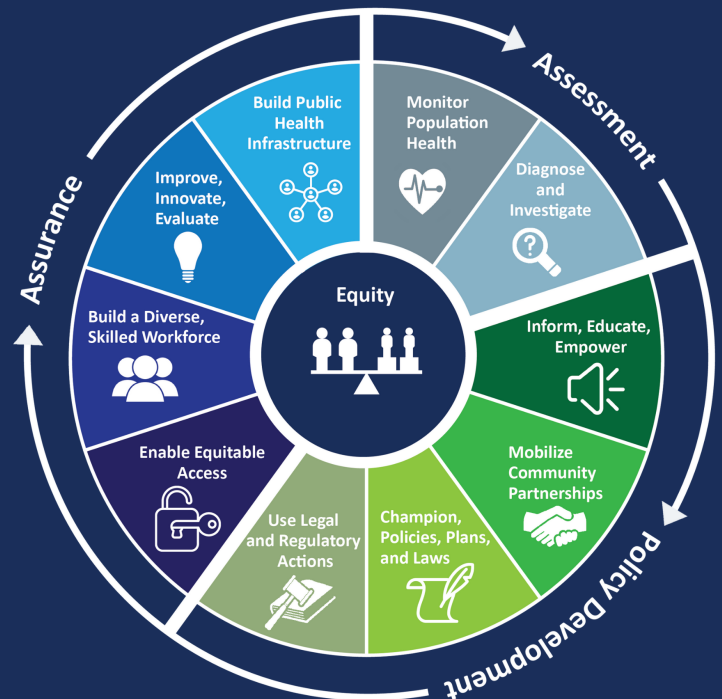 Assessment
Build Public
Health
Infrastructure
Monitor
Population
Health
Diagnose
and
Investigate
Improve,
Innovate,
Evaluate
Assurance
Equity
Build a Diverse,
Skilled Workforce
Inform, Educate,
Empower
Enable Equitable
Access
Mobilize
Community
Partnerships
Use Legal
and Regulatory
Actions
Champion,
Policies, Plans,
and Laws
Policy Development
?